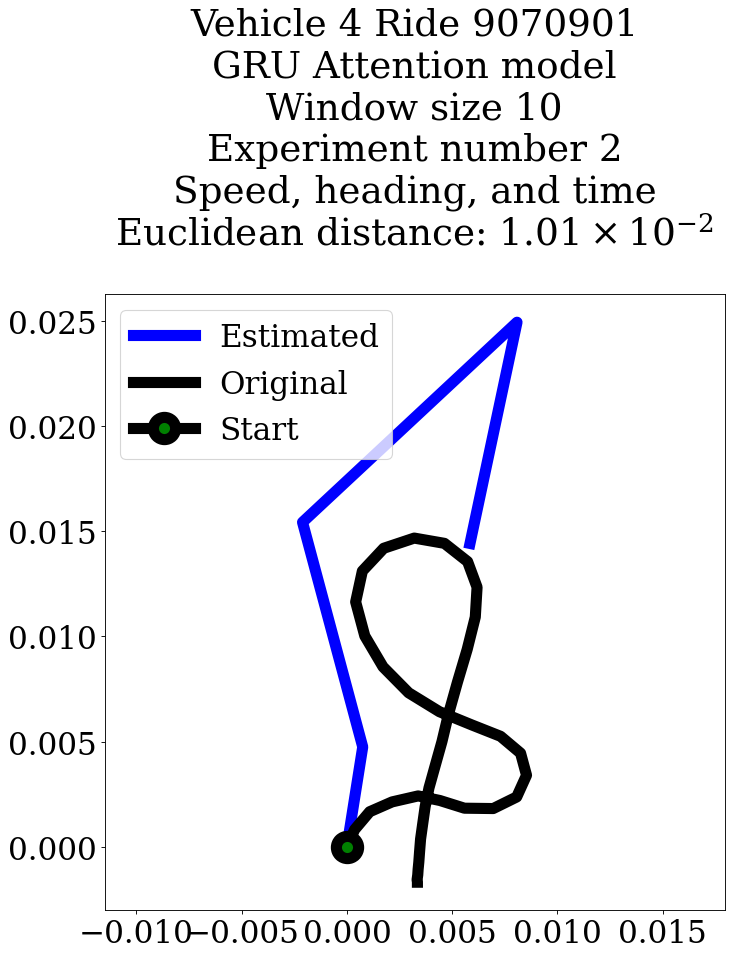 Vehicle 4 Ride 9070901
GRU Attention model
Window size 10
Experiment number 2
Speed, heading, and time
Euclidean distance: 1.01 × 10⁻²
Estimated
Original
Start
0.025
0.020
0.015
0.010
0.005
0.000
−0.010 −0.005 0.000 0.005 0.010 0.015